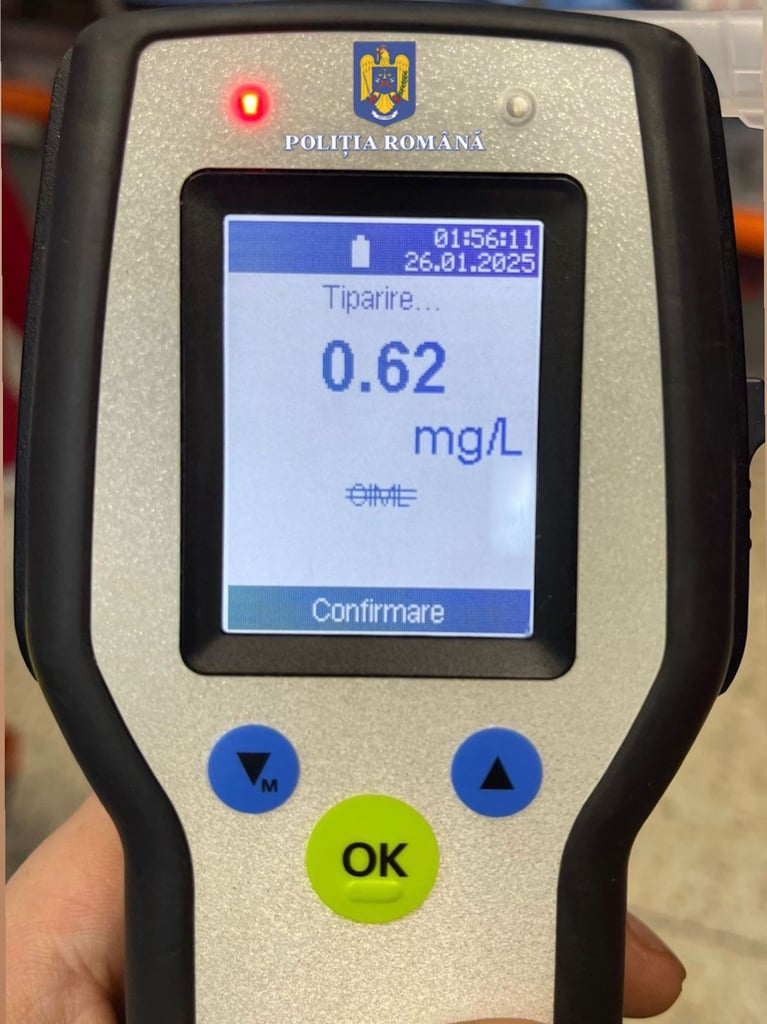 POLIȚIA ROMÂNĂ
01:56:11
26.01.2025
Tiparire...
0.62
mg/L
OIML
Confirmare
M
OK